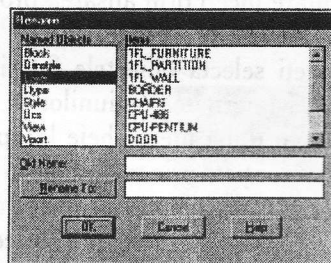 Rename
Named Objects
Items
Block
Dimstyle
Layer
Ltype
Style
Ucs
View
Vport
1FL_FURNITURE
1FL_PARTITION
1FL_WALL
BORDER
CHAIRS
CPU-486
CPU-PENTIUM
DOOR
Old Name:
Rename To:
OK
Cancel
Help